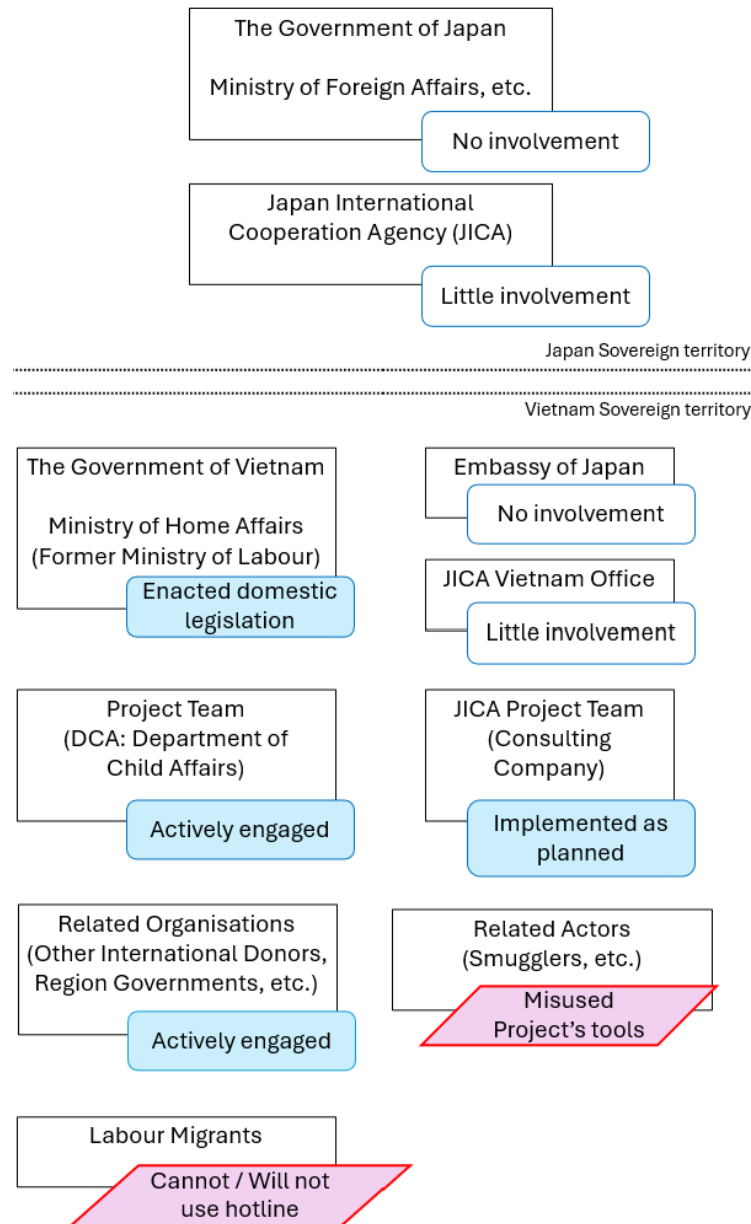 The Government of Japan
Ministry of Foreign Affairs, etc.
No involvement
Japan International
Cooperation Agency (JICA)
Little involvement
Japan Sovereign territory
Vietnam Sovereign territory
The Government of Vietnam
Ministry of Home Affairs
(Former Ministry of Labour)
Enacted domestic
legislation
Embassy of Japan
No involvement
JICA Vietnam Office
Little involvement
Project Team
(DCA: Department of
Child Affairs)
Actively engaged
JICA Project Team
(Consulting
Company)
Implemented as
planned
Related Organisations
(Other International Donors,
Region Governments, etc.)
Actively engaged
Related Actors
(Smugglers, etc.)
Misused
Project's tools
Labour Migrants
Cannot / Will not
use hotline